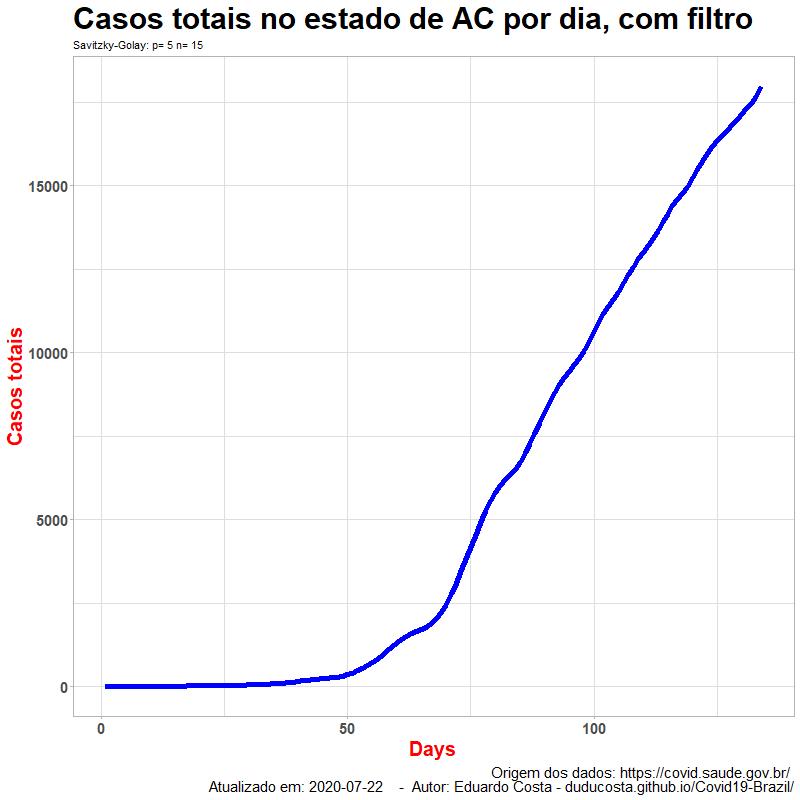 Casos totais no estado de AC por dia, com filtro
Savitzky-Golay: p= 5 n= 15
Casos totais
15000
10000
5000
0
0
50
100
Days
Origem dos dados: https://covid.saude.gov.br/
Atualizado em: 2020-07-22 - Autor: Eduardo Costa - duducosta.github.io/Covid19-Brazil/